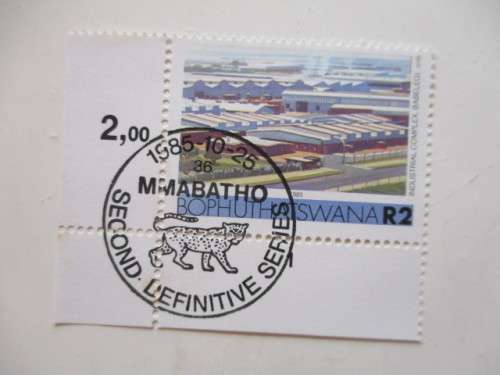 INDUSTRIAL COMPLEX (BABELEGI)
2,00
1985-10-25
36
MMABATHO
BOPHUTHATSWANA R2
SECOND. DEFINITIVE SERIES